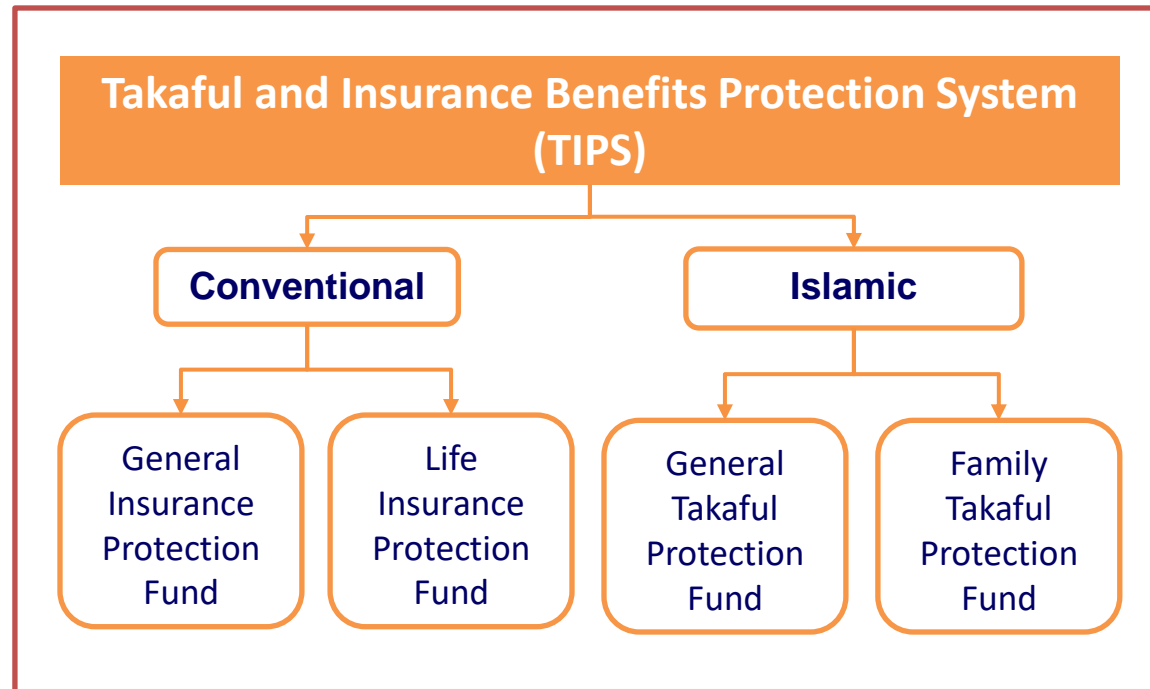 Takaful and Insurance Benefits Protection System
(TIPS)
Conventional
Islamic
General
Insurance
Protection
Fund
Life
Insurance
Protection
Fund
General
Takaful
Protection
Fund
Family
Takaful
Protection
Fund